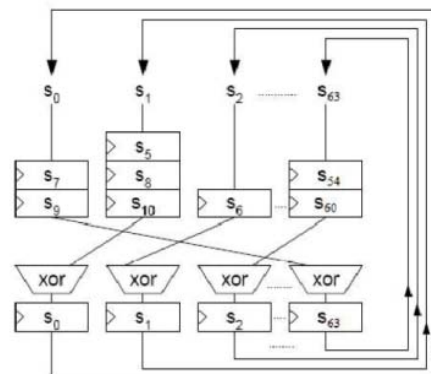 s0 s1 s2 ........... s63
s5
s7 s8 s54
s9 s10 s6 ..... s60
xor xor xor ......... xor
s0 s1 s2 ..... s63
...........